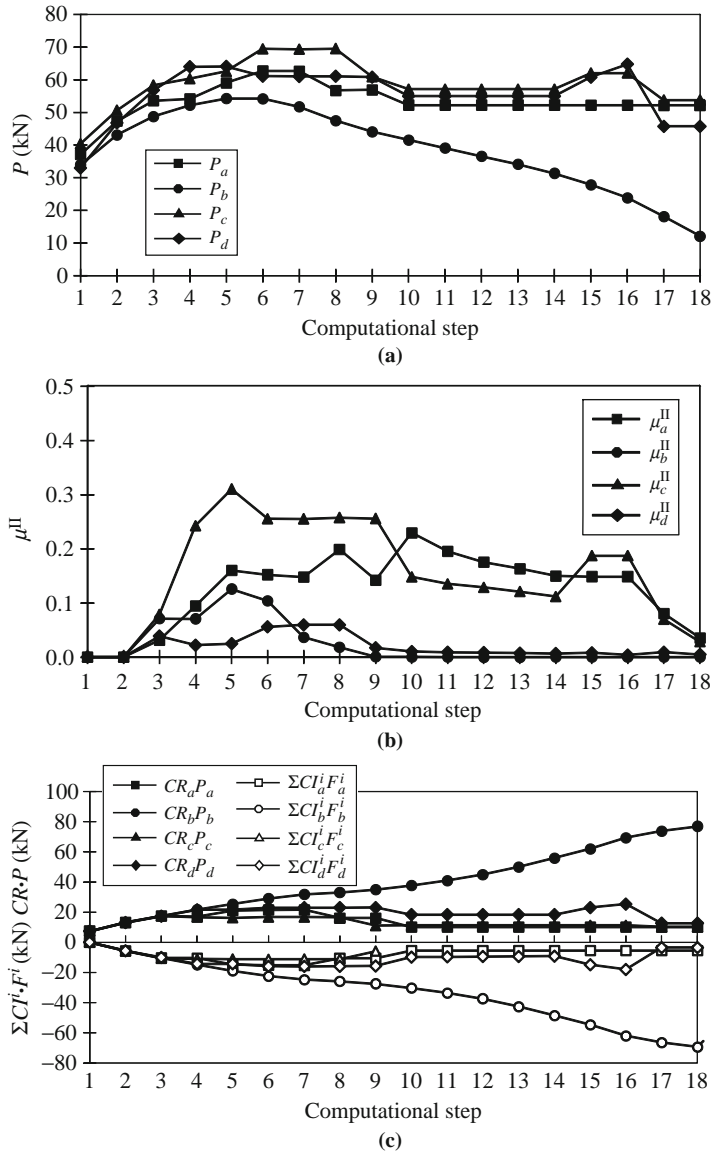 80
70
60
50
40
30
20
10
0
P (kN)
P_a
P_b
P_c
P_d
1 2 3 4 5 6 7 8 9 10 11 12 13 14 15 16 17 18
Computational step
(a)
0.5
0.4
0.3
0.2
0.1
0.0
μ^II
μ_a^II
μ_b^II
μ_c^II
μ_d^II
1 2 3 4 5 6 7 8 9 10 11 12 13 14 15 16 17 18
Computational step
(b)
100
80
60
40
20
0
−20
−40
−60
−80
ΣCI^i•F^i (kN) CR•P (kN)
CR_aP_a ΣCI_a^iF_a^i
CR_bP_b ΣCI_b^iF_b^i
CR_cP_c ΣCI_c^iF_c^i
CR_dP_d ΣCI_d^iF_d^i
1 2 3 4 5 6 7 8 9 10 11 12 13 14 15 16 17 18
Computational step
(c)